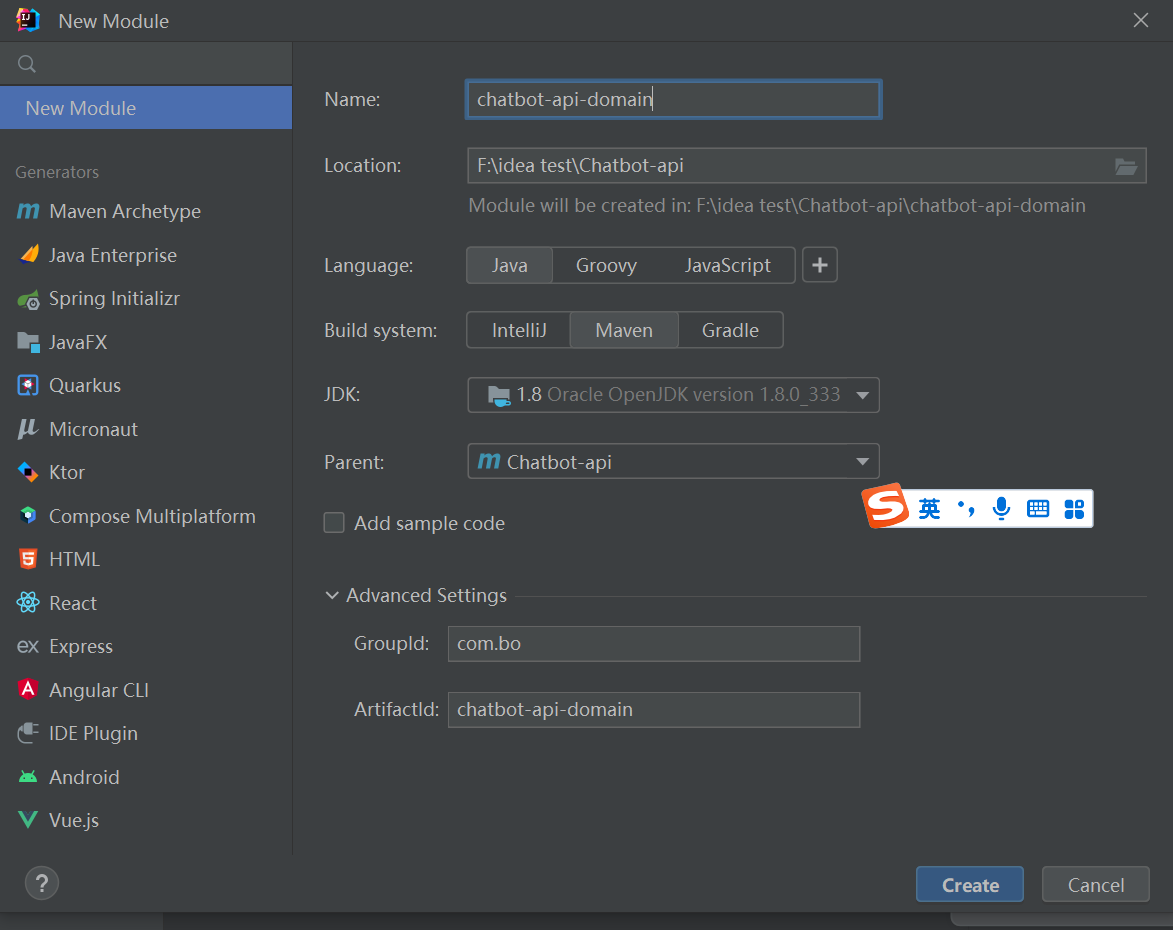 New Module
New Module
Generators
Maven Archetype
Java Enterprise
Spring Initializr
JavaFX
Quarkus
Micronaut
Ktor
Compose Multiplatform
HTML
React
ex Express
Angular CLI
IDE Plugin
Android
Vue.js
Name: chatbot-api-domain
Location: F:\idea test\Chatbot-api
Module will be created in: F:\idea test\Chatbot-api\chatbot-api-domain
Language: Java Groovy JavaScript +
Build system: IntelliJ Maven Gradle
JDK: 1.8 Oracle OpenJDK version 1.8.0_333
Parent: m Chatbot-api
英
Add sample code
Advanced Settings
GroupId: com.bo
ArtifactId: chatbot-api-domain
? Create Cancel